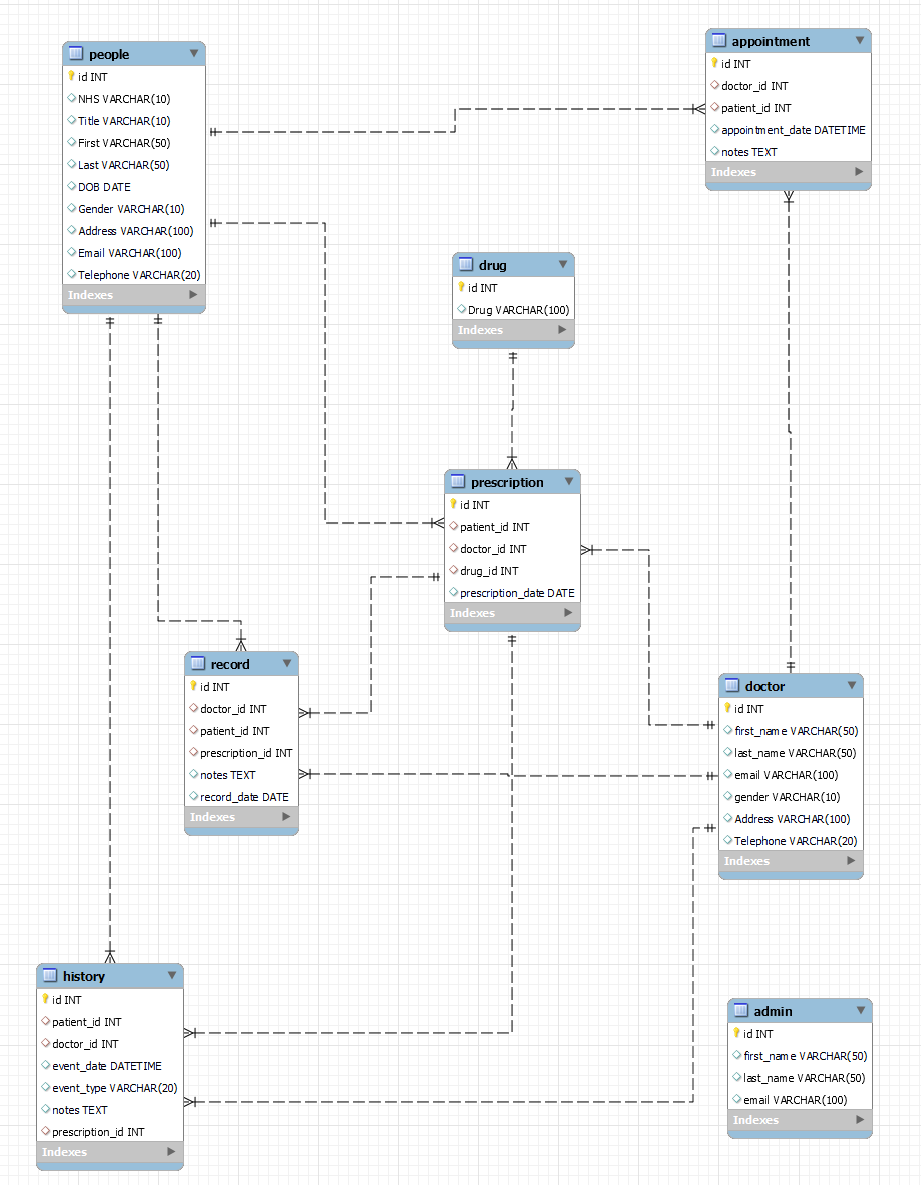 people
id INT
NHS VARCHAR(10)
Title VARCHAR(10)
First VARCHAR(50)
Last VARCHAR(50)
DOB DATE
Gender VARCHAR(10)
Address VARCHAR(100)
Email VARCHAR(100)
Telephone VARCHAR(20)
Indexes
appointment
id INT
doctor_id INT
patient_id INT
appointment_date DATETIME
notes TEXT
Indexes
drug
id INT
Drug VARCHAR(100)
Indexes
prescription
id INT
patient_id INT
doctor_id INT
drug_id INT
prescription_date DATE
Indexes
record
id INT
doctor_id INT
patient_id INT
prescription_id INT
notes TEXT
record_date DATE
Indexes
doctor
id INT
first_name VARCHAR(50)
last_name VARCHAR(50)
email VARCHAR(100)
gender VARCHAR(10)
Address VARCHAR(100)
Telephone VARCHAR(20)
Indexes
history
id INT
patient_id INT
doctor_id INT
event_date DATETIME
event_type VARCHAR(20)
notes TEXT
prescription_id INT
Indexes
admin
id INT
first_name VARCHAR(50)
last_name VARCHAR(50)
email VARCHAR(100)
Indexes